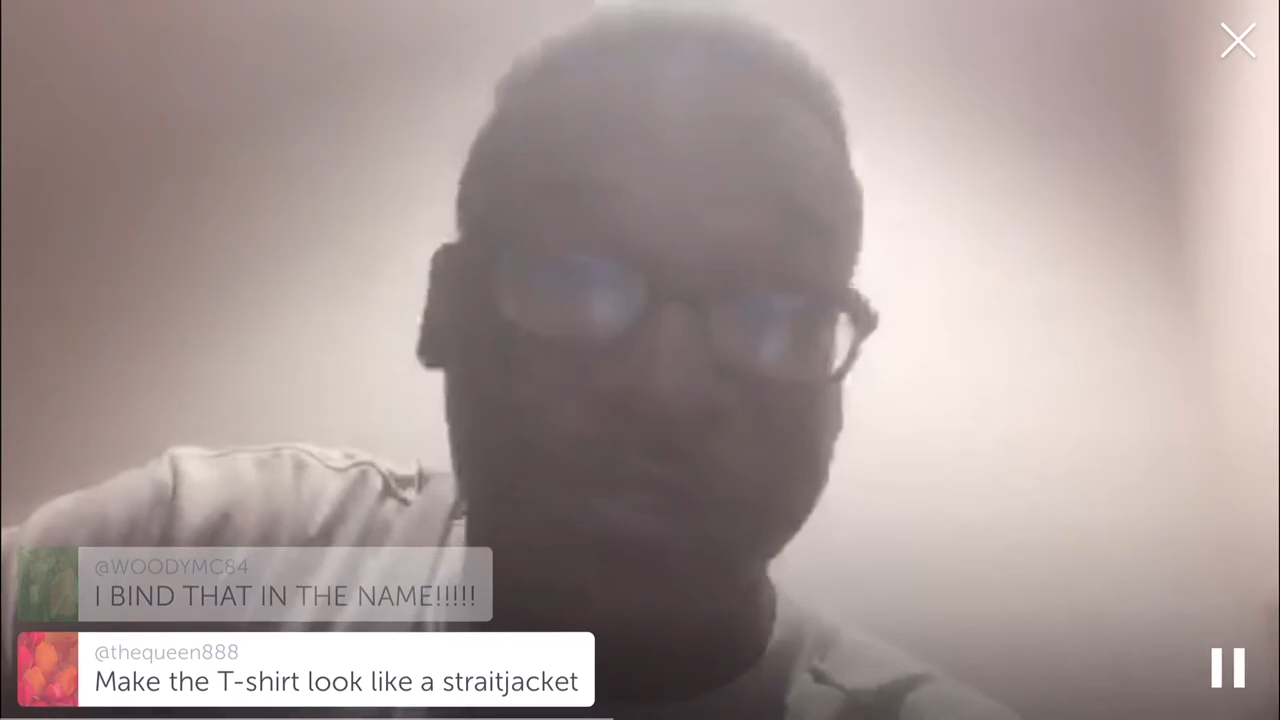 @WOODYMC84
I BIND THAT IN THE NAME!!!!!
@thequeen888
Make the T-shirt look like a straitjacket